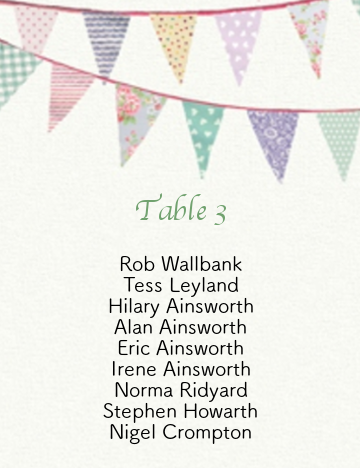 Table 3
Rob Wallbank
Tess Leyland
Hilary Ainsworth
Alan Ainsworth
Eric Ainsworth
Irene Ainsworth
Norma Ridyard
Stephen Howarth
Nigel Crompton